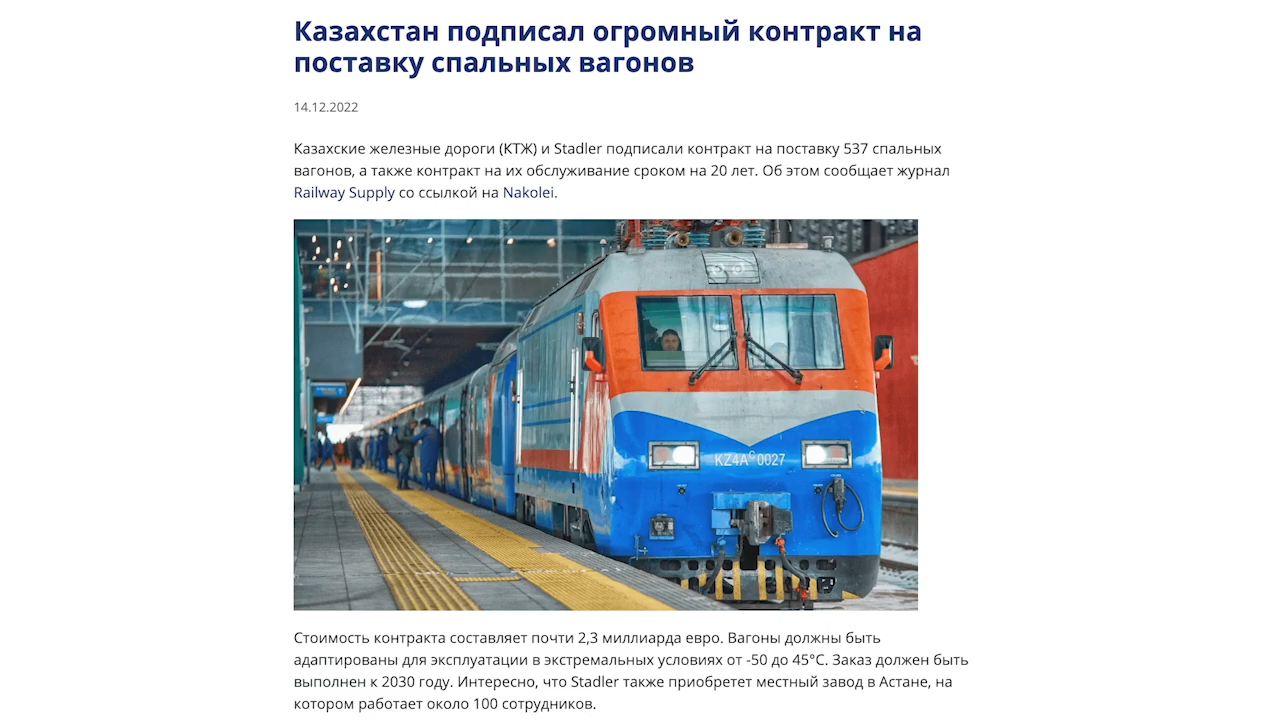 Казахстан подписал огромный контракт на
поставку спальных вагонов
14.12.2022
Казахские железные дороги (КТЖ) и Stadler подписали контракт на поставку 537 спальных
вагонов, а также контракт на их обслуживание сроком на 20 лет. Об этом сообщает журнал
Railway Supply со ссылкой на Nakolei.
KZ4Aᶜ 0027
Стоимость контракта составляет почти 2,3 миллиарда евро. Вагоны должны быть
адаптированы для эксплуатации в экстремальных условиях от -50 до 45°C. Заказ должен быть
выполнен к 2030 году. Интересно, что Stadler также приобретет местный завод в Астане, на
котором работает около 100 сотрудников.